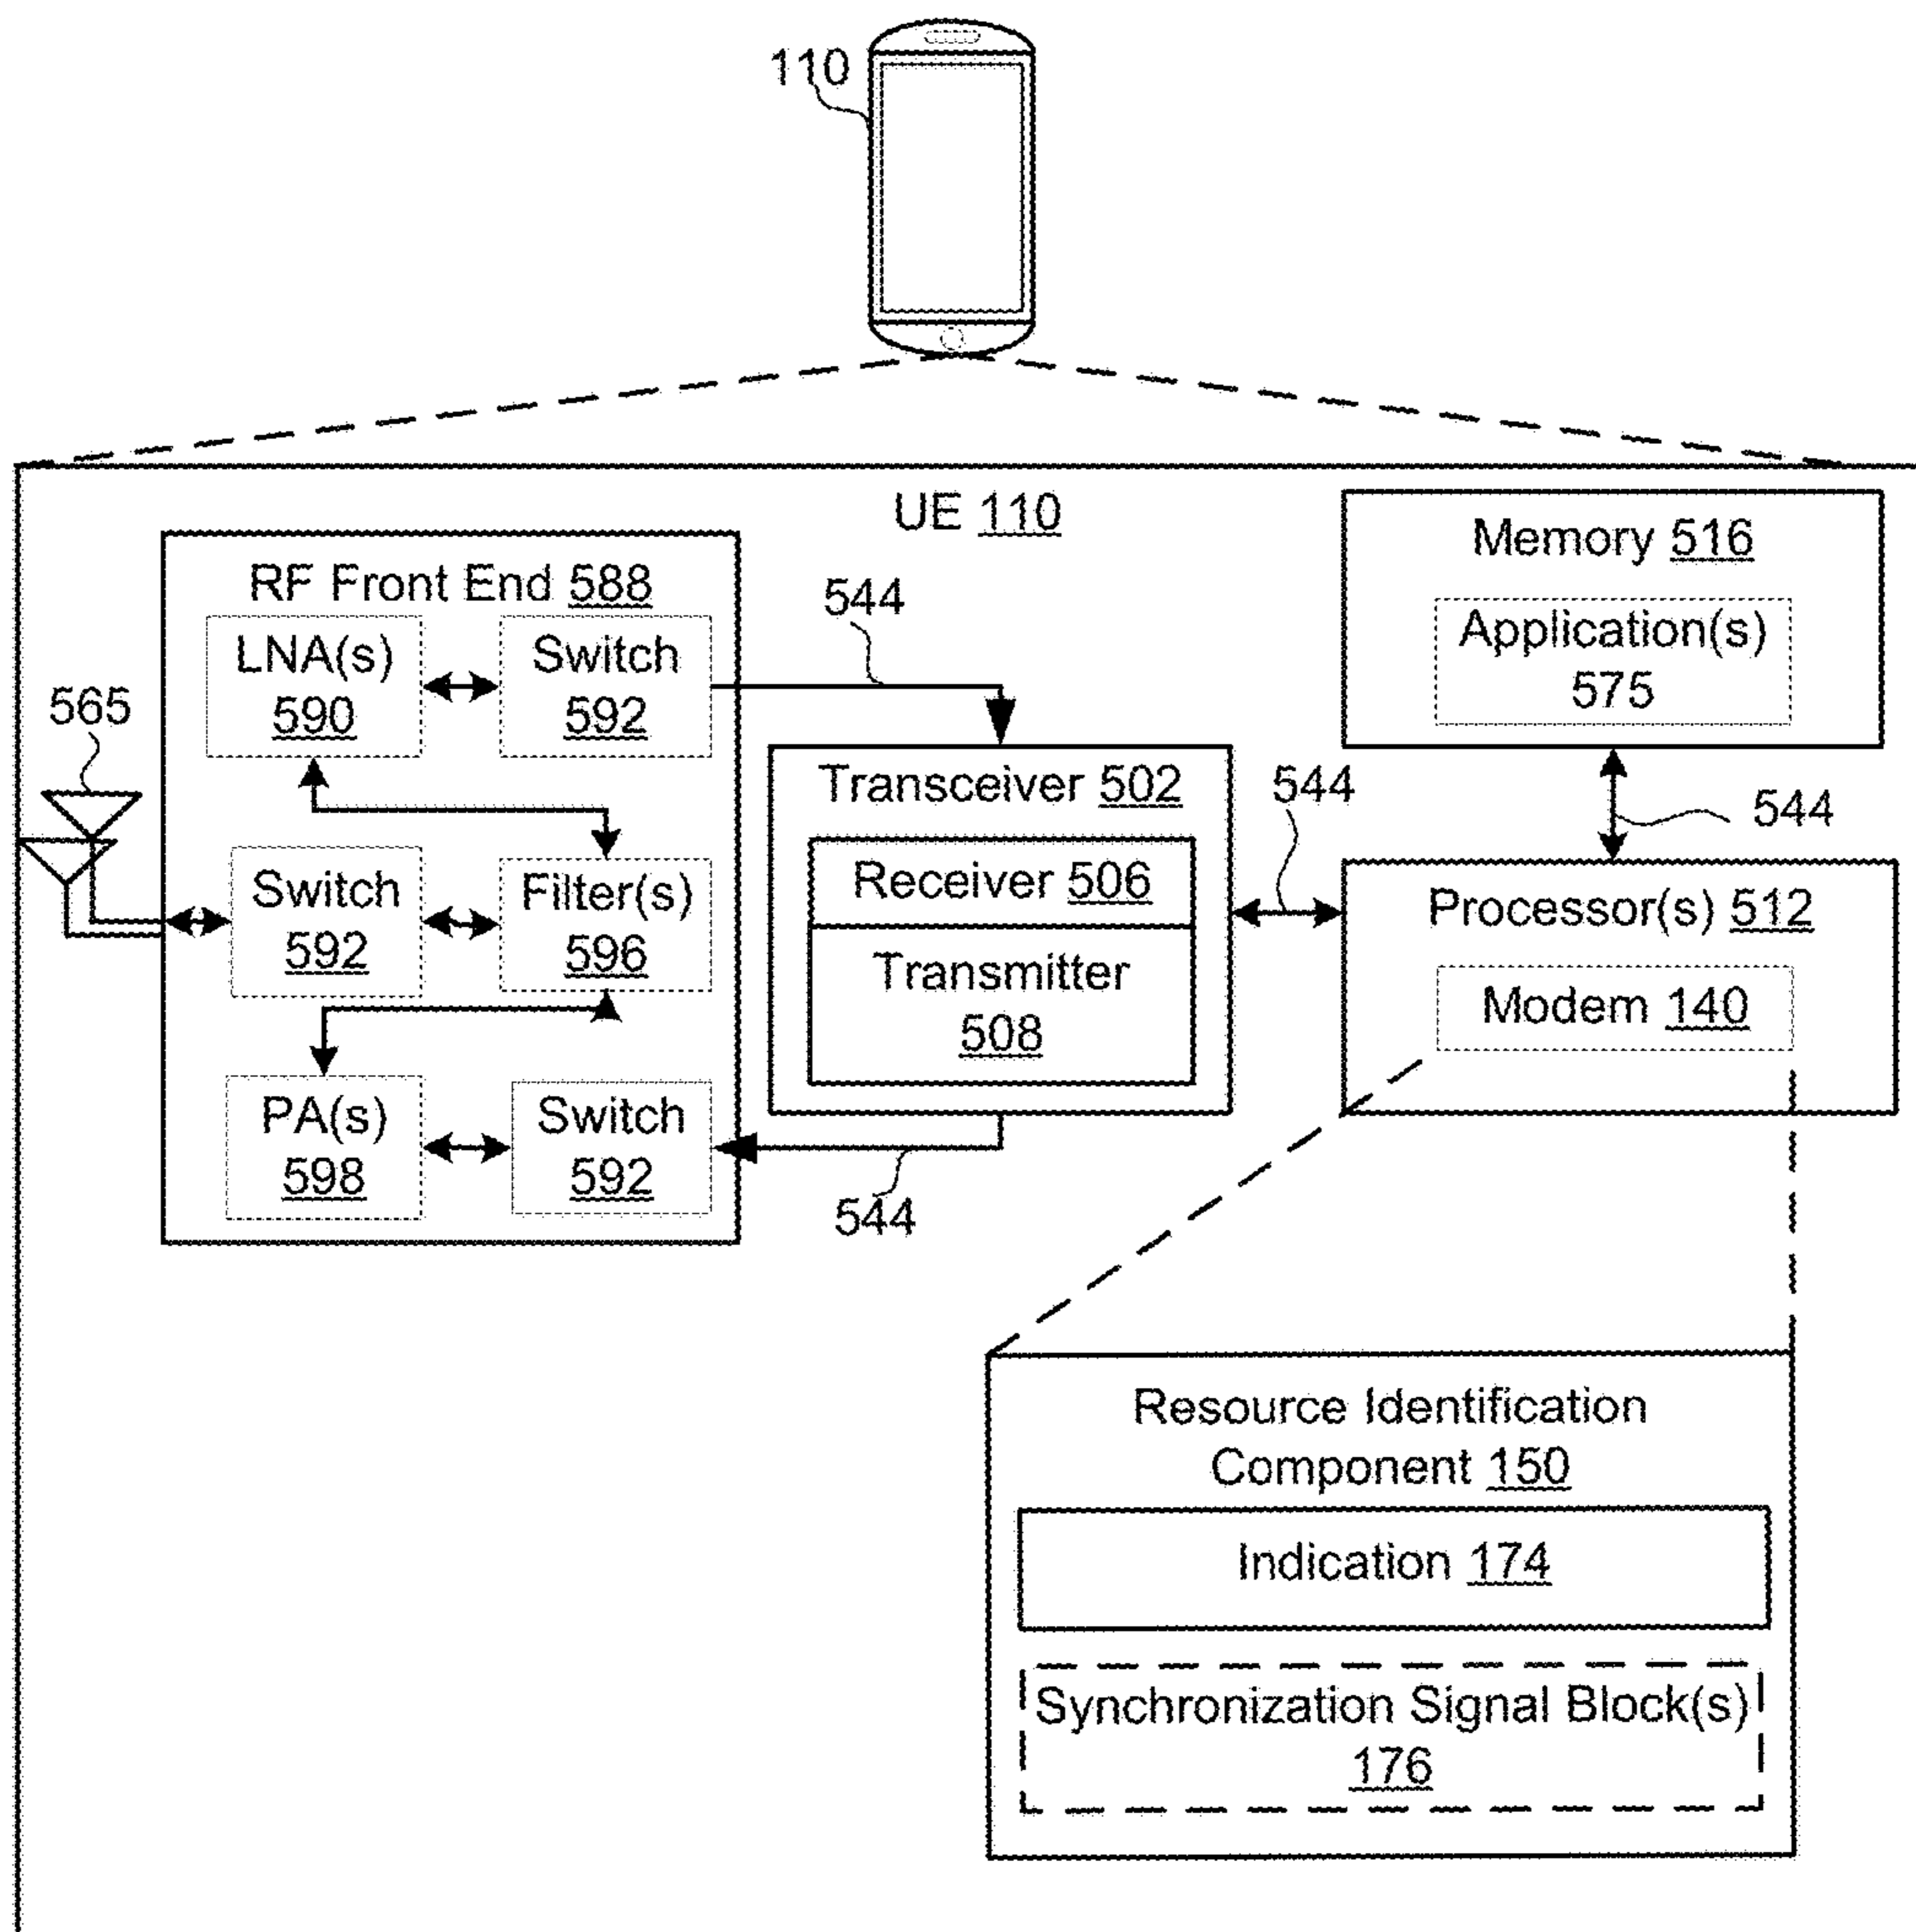 110
UE 110
RF Front End 588
LNA(s)
590
Switch
592
544
565
Switch
592
Filter(s)
596
PA(s)
598
Switch
592
544
Transceiver 502
Receiver 506
Transmitter
508
544
Memory 516
Application(s)
575
544
Processor(s) 512
Modem 140
Resource Identification
Component 150
Indication 174
Synchronization Signal Block(s)
176